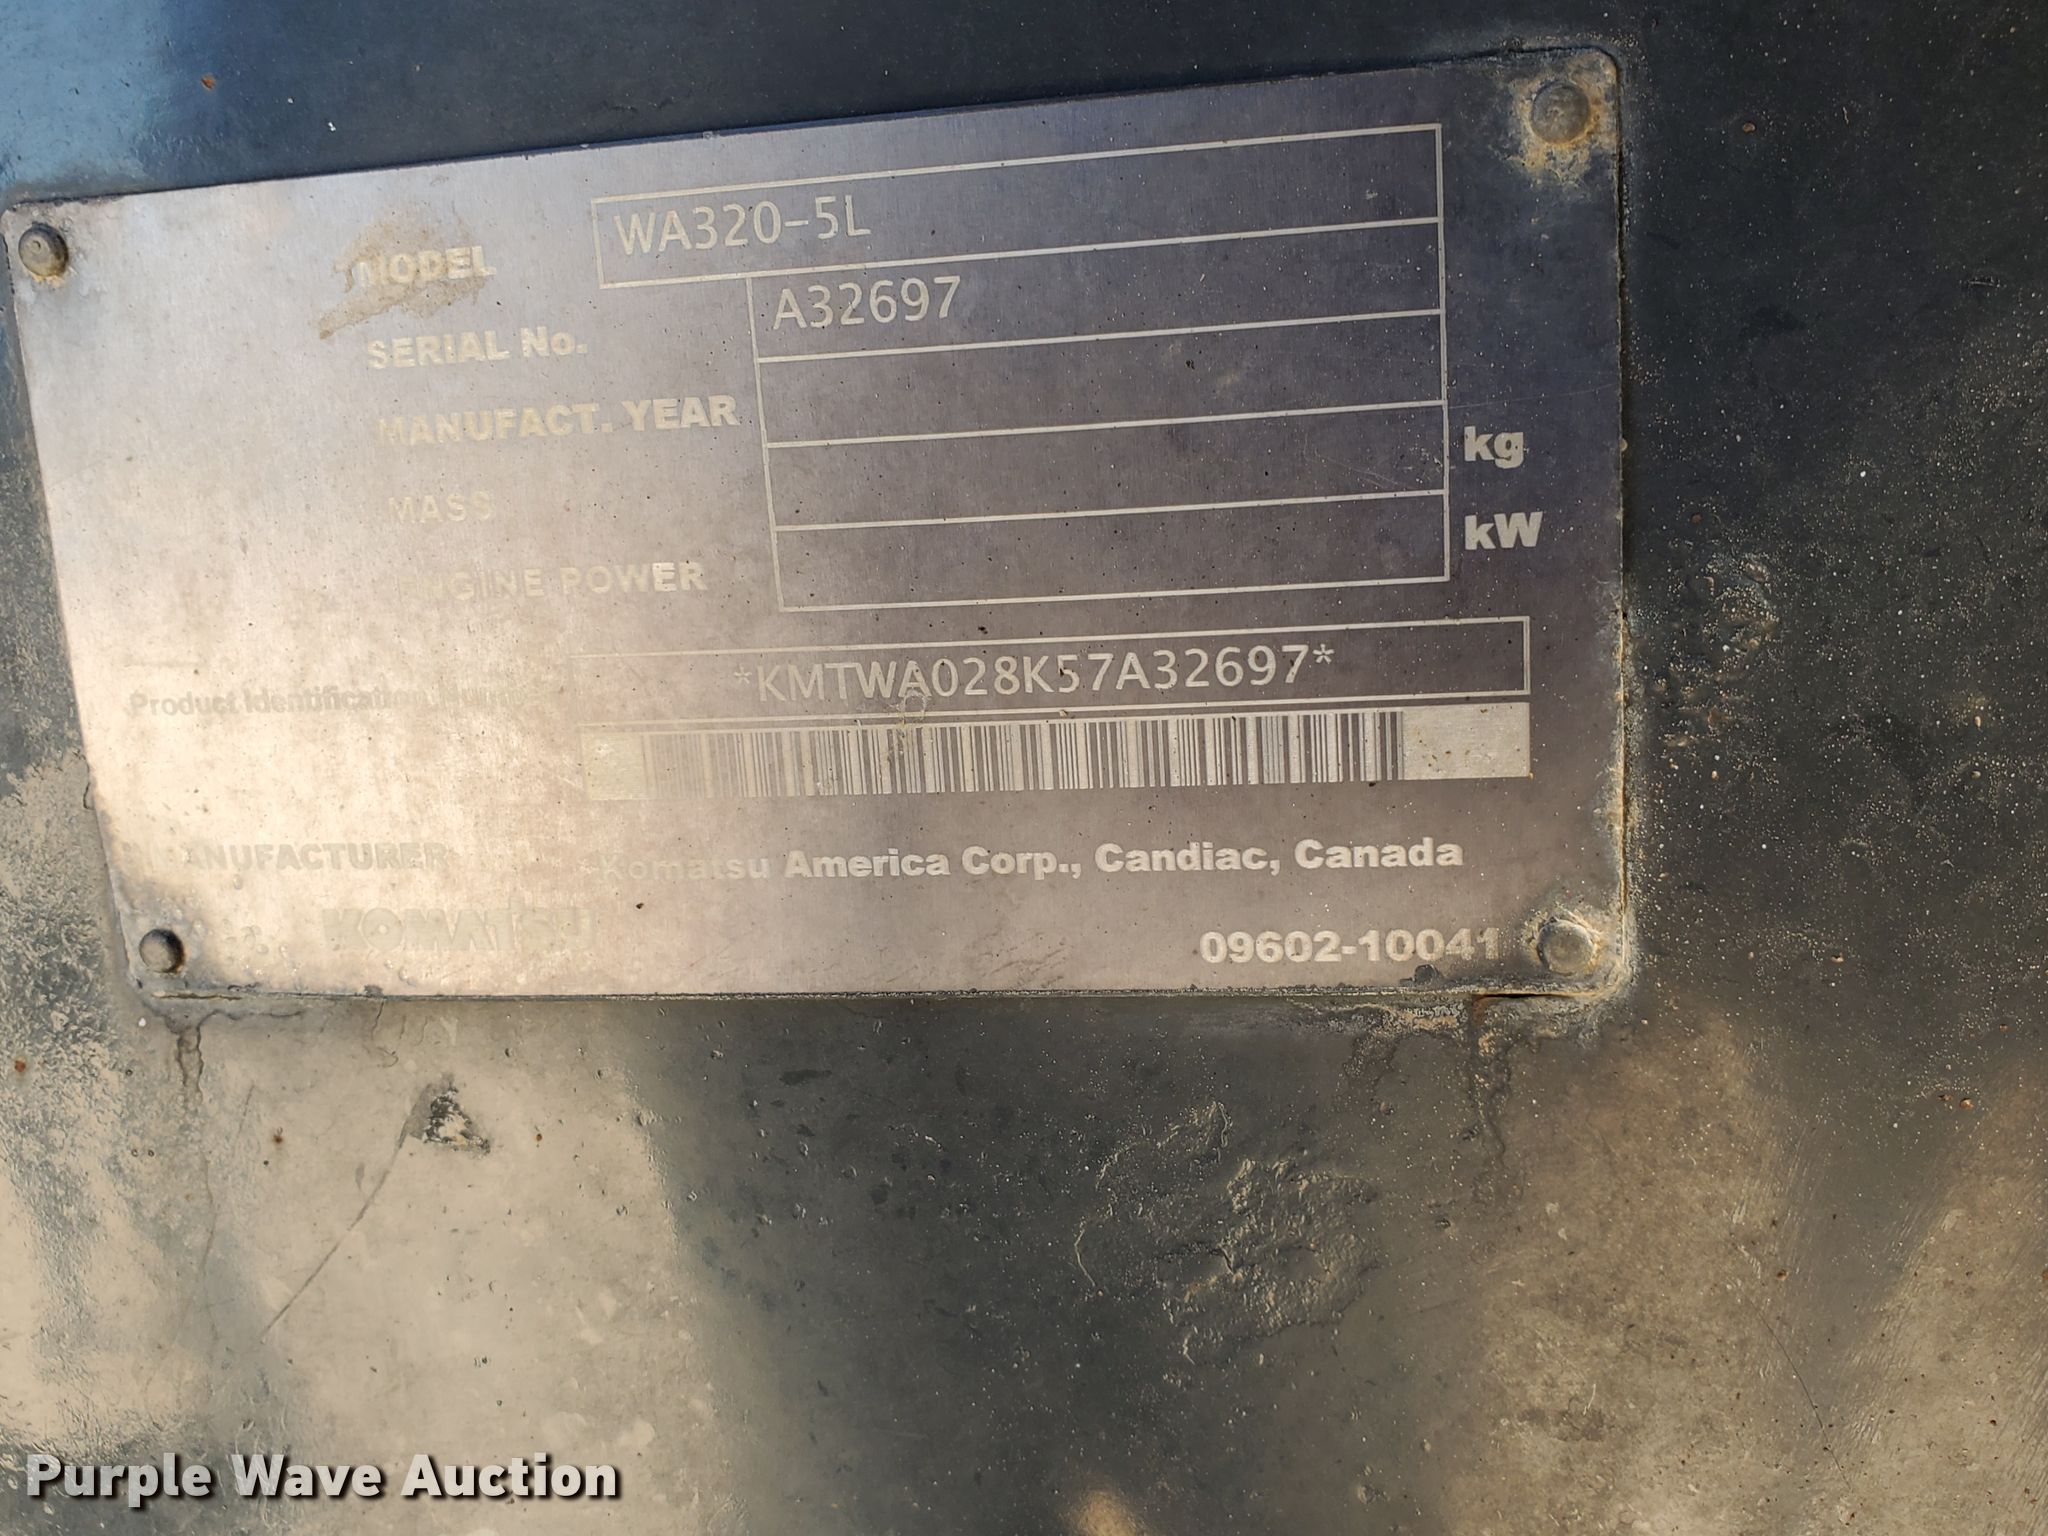 MODEL WA320-5L
SERIAL No. A32697
MANUFACT. YEAR
MASS kg
ENGINE POWER kW
Product Identification Number *KMTWA028K57A32697*
MANUFACTURER Komatsu America Corp., Candiac, Canada
KOMATSU 09602-10041
Purple Wave Auction